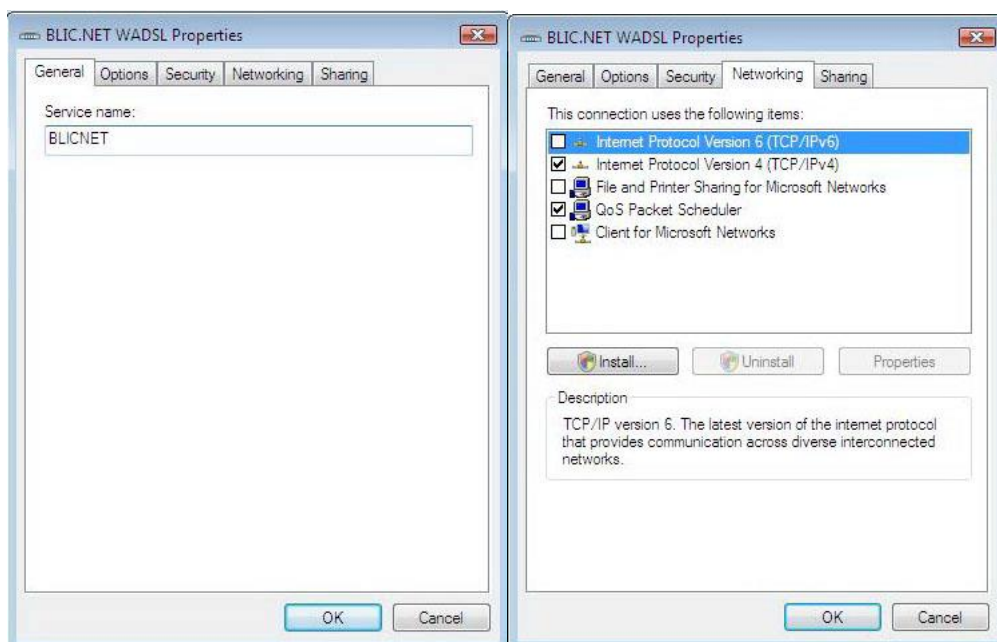 BLIC.NET WADSL Properties
General Options Security Networking Sharing
Service name:
BLICNET
OK Cancel
BLIC.NET WADSL Properties
General Options Security Networking Sharing
This connection uses the following items:
Internet Protocol Version 6 (TCP/IPv6)
Internet Protocol Version 4 (TCP/IPv4)
File and Printer Sharing for Microsoft Networks
QoS Packet Scheduler
Client for Microsoft Networks
Install... Uninstall Properties
Description
TCP/IP version 6. The latest version of the internet protocol
that provides communication across diverse interconnected
networks.
OK Cancel